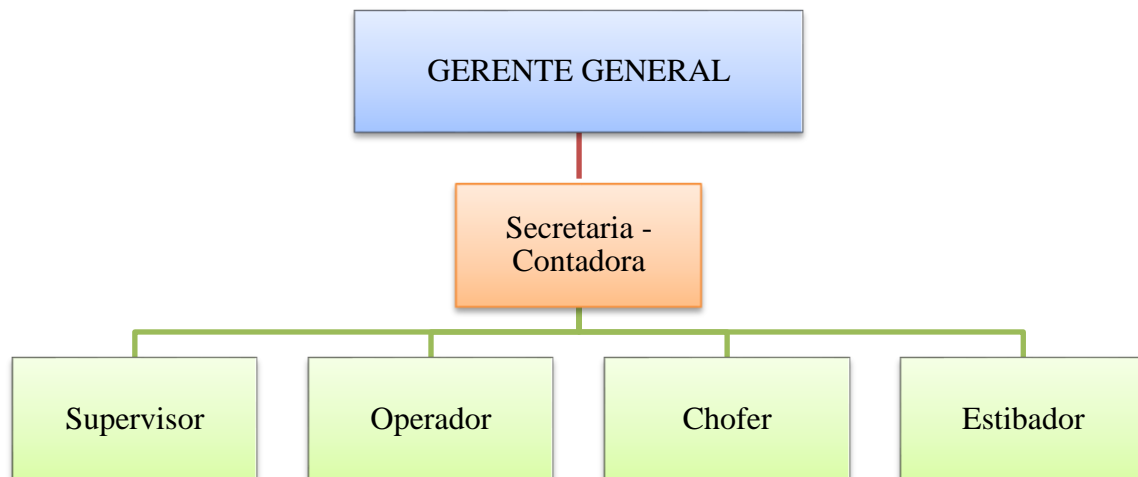 GERENTE GENERAL
Secretaria -
Contadora
Supervisor
Operador
Chofer
Estibador